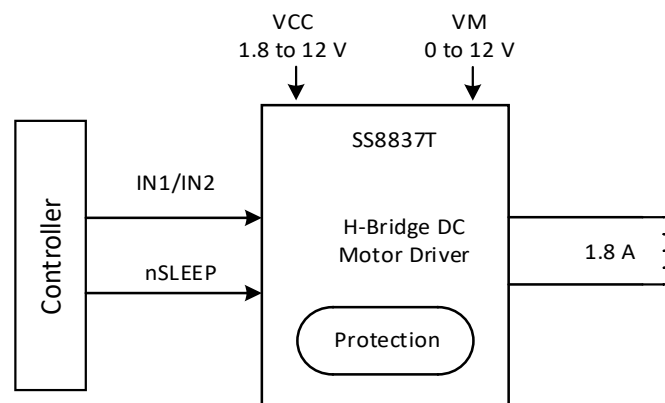 VCC
1.8 to 12 V
VM
0 to 12 V
SS8837T
Controller
IN1/IN2
nSLEEP
H-Bridge DC
Motor Driver
1.8 A
Protection